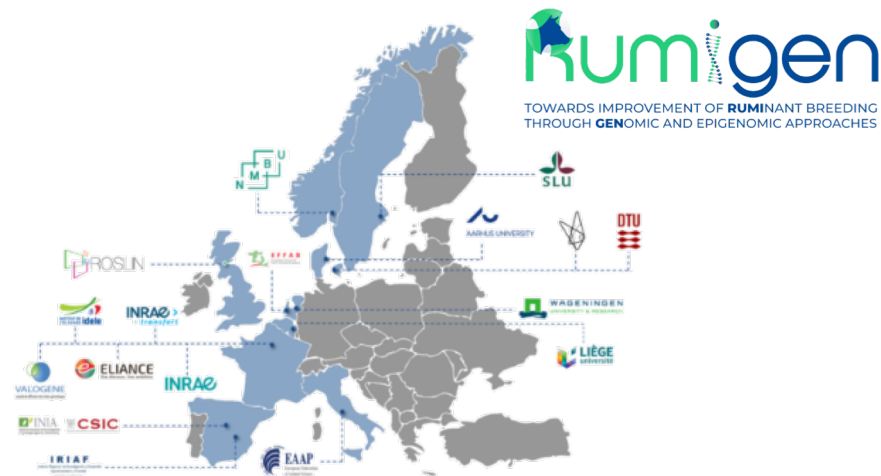 Rumigen
TOWARDS IMPROVEMENT OF RUMINANT BREEDING
THROUGH GENOMIC AND EPIGENOMIC APPROACHES
N M B U
SLU
AARHUS UNIVERSITY
DTU
ROSLIN
EFFAB
WAGENINGEN
UNIVERSITY & RESEARCH
idele
INRAE
transfert
LIÈGE
université
VALOGENE
ELIANCE
INRAE
INIA
CSIC
IRIAF
EAAP